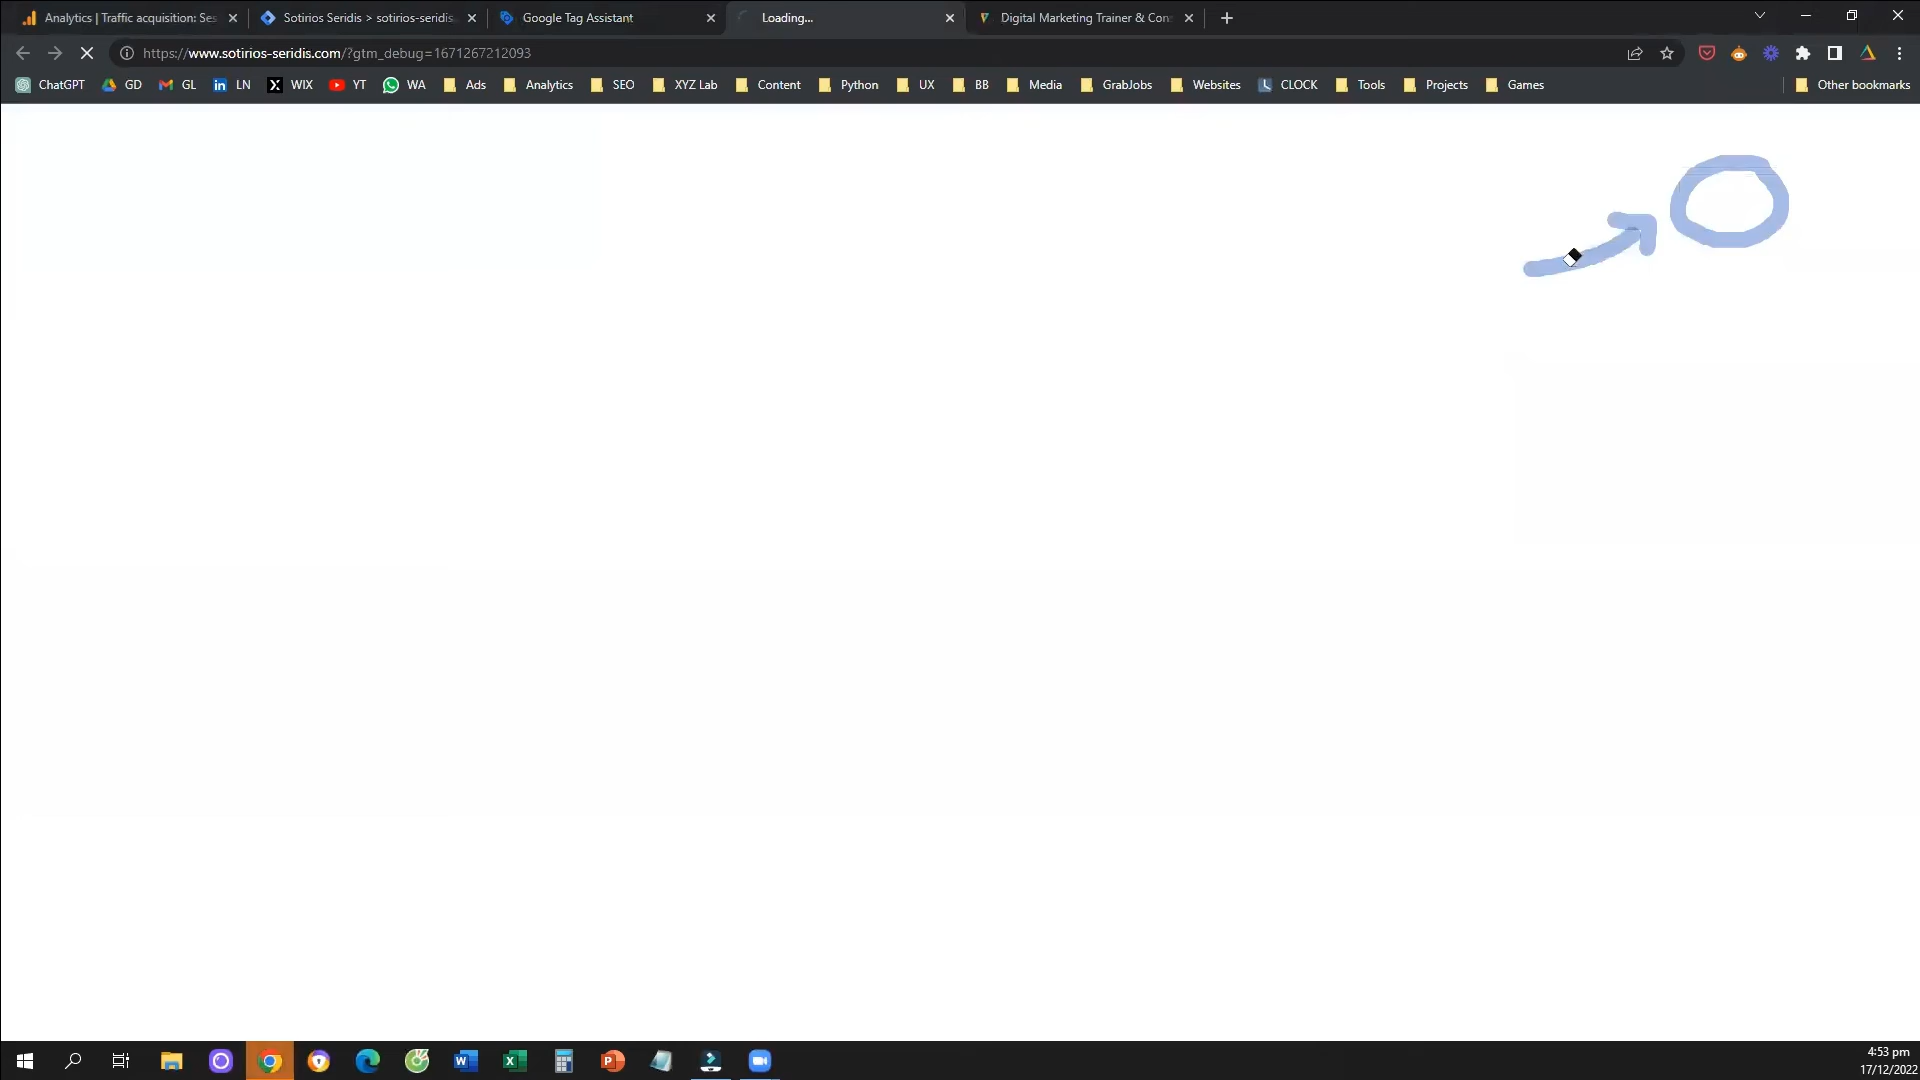 Analytics | Traffic acquisition: Ses
Sotirios Seridis > sotirios-seridis
Google Tag Assistant
Loading...
Digital Marketing Trainer & Con
https://www.sotirios-seridis.com/?gtm_debug=1671267212093
ChatGPT GD GL LN WIX YT WA Ads Analytics SEO XYZ Lab Content Python UX BB Media GrabJobs Websites CLOCK Tools Projects Games Other bookmarks
4:53 pm
17/12/2022